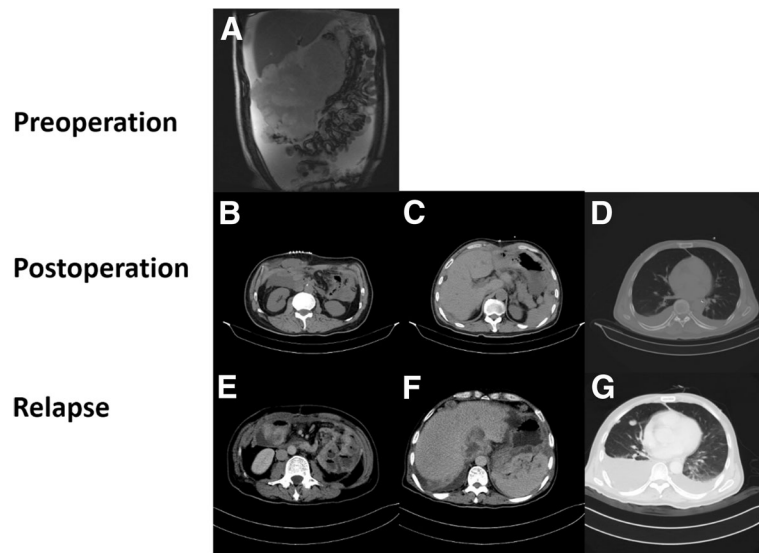 A
Preoperation
B C D
Postoperation
E F G
Relapse